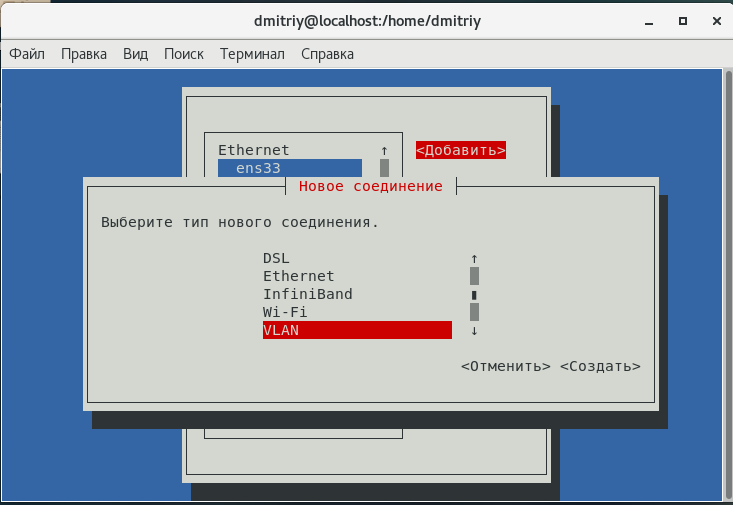 dmitriy@localhost:/home/dmitriy
Файл Правка Вид Поиск Терминал Справка
Ethernet ↑ <Добавить>
ens33
Новое соединение
Выберите тип нового соединения.
DSL ↑
Ethernet
InfiniBand
Wi-Fi
VLAN ↓
<Отменить> <Создать>